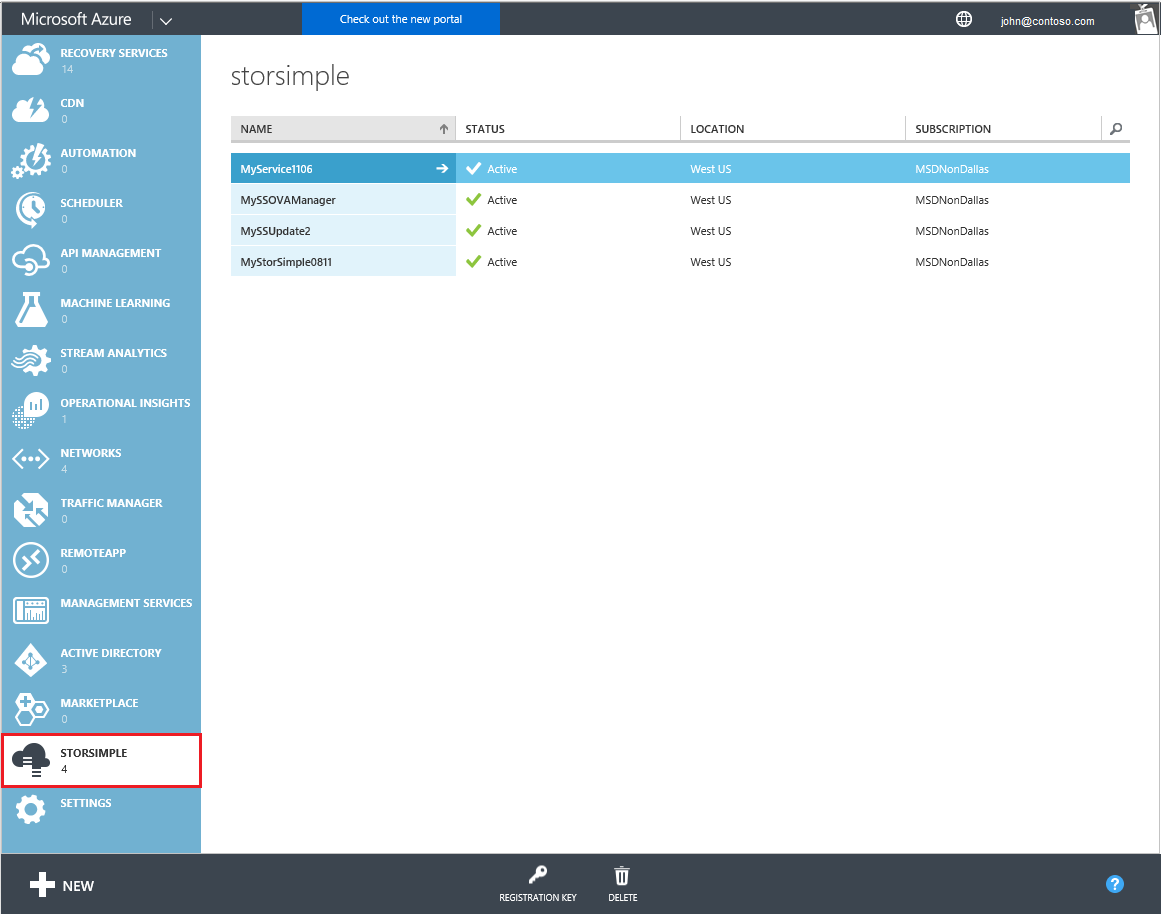 Microsoft Azure
Check out the new portal
john@contoso.com
RECOVERY SERVICES
14
CDN
0
AUTOMATION
0
SCHEDULER
0
API MANAGEMENT
0
MACHINE LEARNING
0
STREAM ANALYTICS
0
OPERATIONAL INSIGHTS
1
NETWORKS
4
TRAFFIC MANAGER
0
REMOTEAPP
0
MANAGEMENT SERVICES
ACTIVE DIRECTORY
3
MARKETPLACE
0
STORSIMPLE
4
SETTINGS
storsimple
NAME STATUS LOCATION SUBSCRIPTION
MyService1106 Active West US MSDNonDallas
MySSOVAManager Active West US MSDNonDallas
MySSUpdate2 Active West US MSDNonDallas
MyStorSimple0811 Active West US MSDNonDallas
NEW
REGISTRATION KEY
DELETE
?